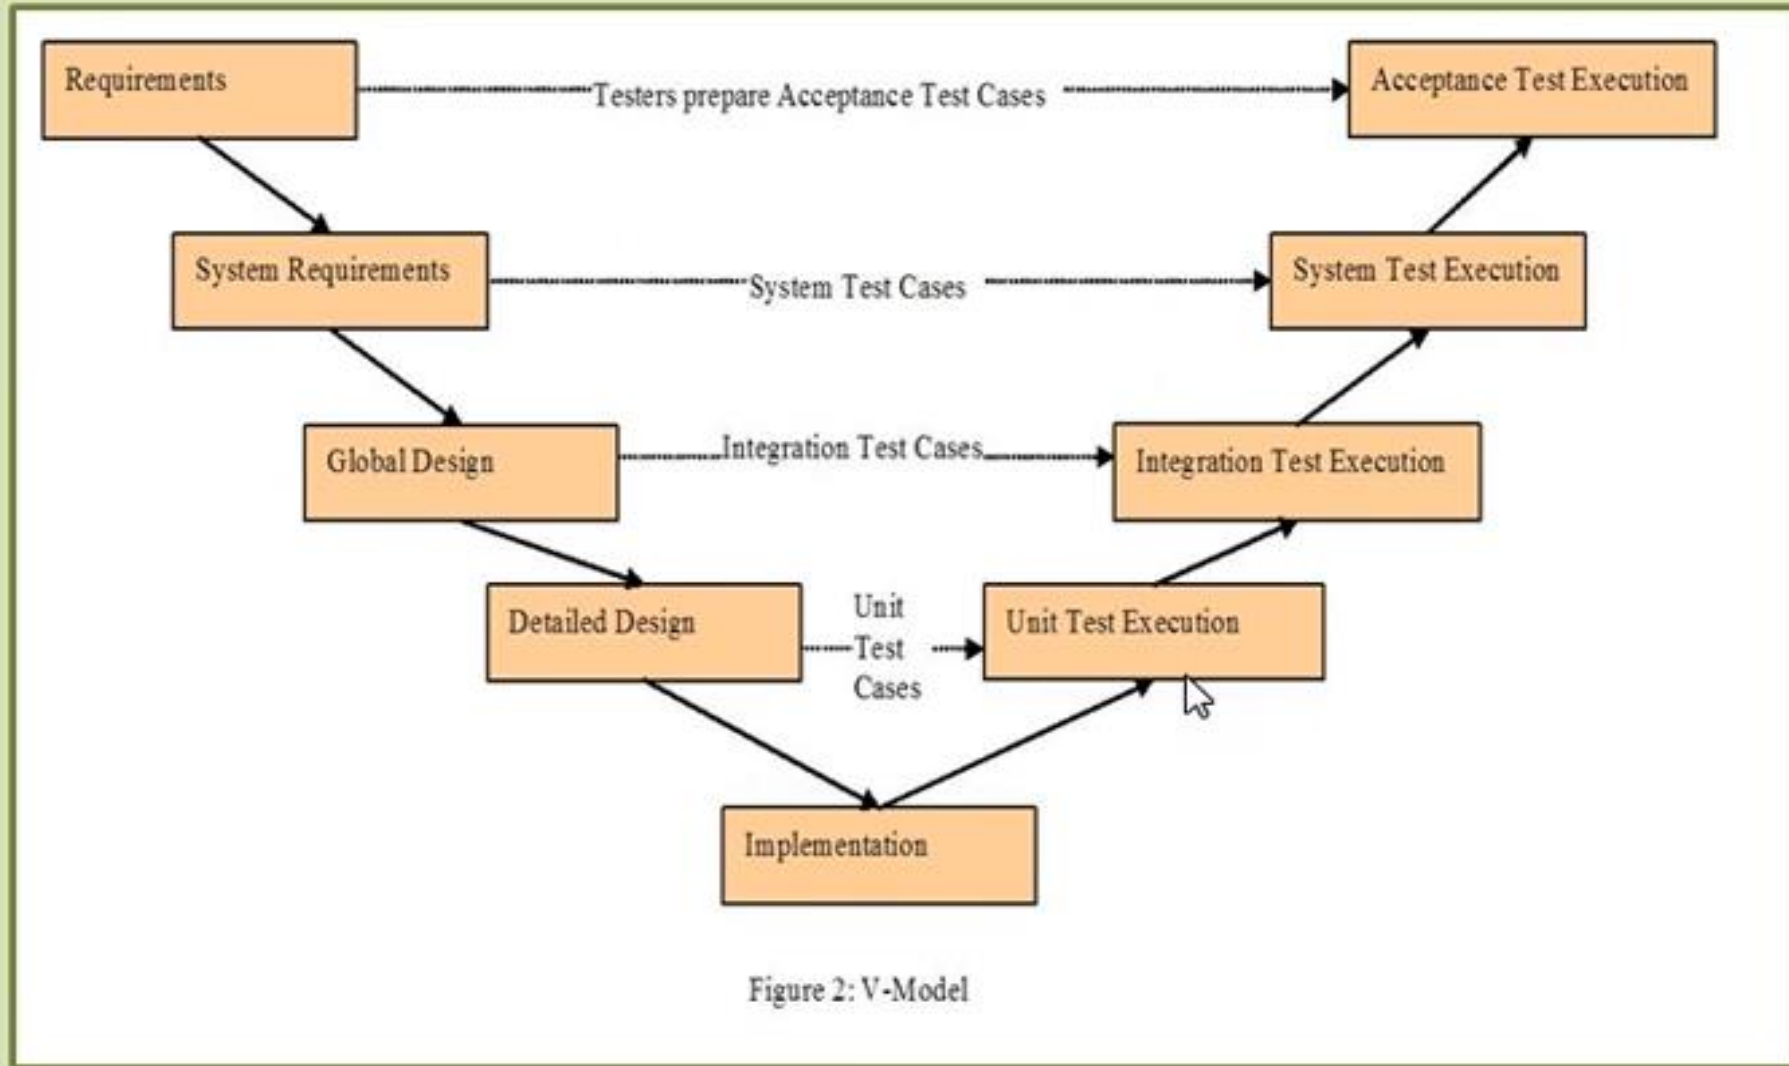 Requirements
Testers prepare Acceptance Test Cases
Acceptance Test Execution
System Requirements
System Test Cases
System Test Execution
Global Design
Integration Test Cases
Integration Test Execution
Detailed Design
Unit
Test
Cases
Unit Test Execution
Implementation
Figure 2: V-Model